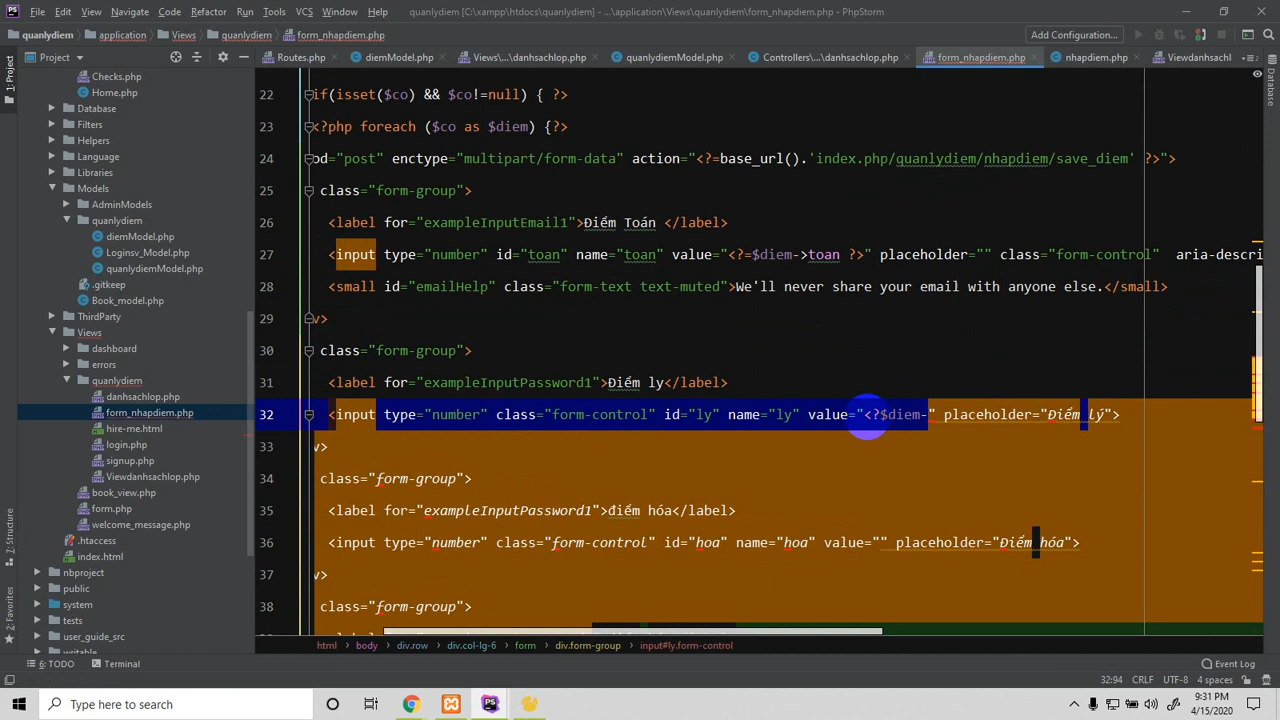 File Edit View Navigate Code Refactor Run Tools VCS Window Help quanlydiem [C:\xampp\htdocs\quanlydiem] - ...\application\Views\quanlydiem\form_nhapdiem.php - PhpStorm
quanlydiem application Views quanlydiem form_nhapdiem.php Add Configuration...
Project Routes.php diemModel.php Views\...\danhsachlop.php quanlydiemModel.php Controllers\...\danhsachlop.php form_nhapdiem.php nhapdiem.php Viewdanhsachl
1: Project
Database
Checks.php
Home.php
Database
Filters
Helpers
Language
Libraries
Models
AdminModels
quanlydiem
diemModel.php
Loginsv_Model.php
quanlydiemModel.php
.gitkeep
Book_model.php
ThirdParty
Views
dashboard
errors
quanlydiem
danhsachlop.php
form_nhapdiem.php
hire-me.html
login.php
signup.php
Viewdanhsachlop.php
book_view.php
form.php
welcome_message.php
.htaccess
index.html
nbproject
public
system
tests
user_guide_src
writable
7: Structure
2: Favorites
22 if(isset($co) && $co!=null) { ?>
23 <?php foreach ($co as $diem) {?>
24 od="post" enctype="multipart/form-data" action="<?=base_url().'index.php/quanlydiem/nhapdiem/save_diem' ?>">
25 class="form-group">
26 <label for="exampleInputEmail1">Điểm Toán </label>
27 <input type="number" id="toan" name="toan" value="<?=$diem->toan ?>" placeholder="" class="form-control" aria-descri
28 <small id="emailHelp" class="form-text text-muted">We'll never share your email with anyone else.</small>
29 v>
30 class="form-group">
31 <label for="exampleInputPassword1">Điểm ly</label>
32 <input type="number" class="form-control" id="ly" name="ly" value="<?$diem-" placeholder="Điểm lý">
33 v>
34 class="form-group">
35 <label for="exampleInputPassword1">điểm hóa</label>
36 <input type="number" class="form-control" id="hoa" name="hoa" value="" placeholder="Điểm hóa">
37 v>
38 class="form-group">
html body div.row div.col-lg-6 form div.form-group input#ly.form-control
6: TODO Terminal Event Log
32:94 CRLF UTF-8 4 spaces
Type here to search
9:31 PM
4/15/2020